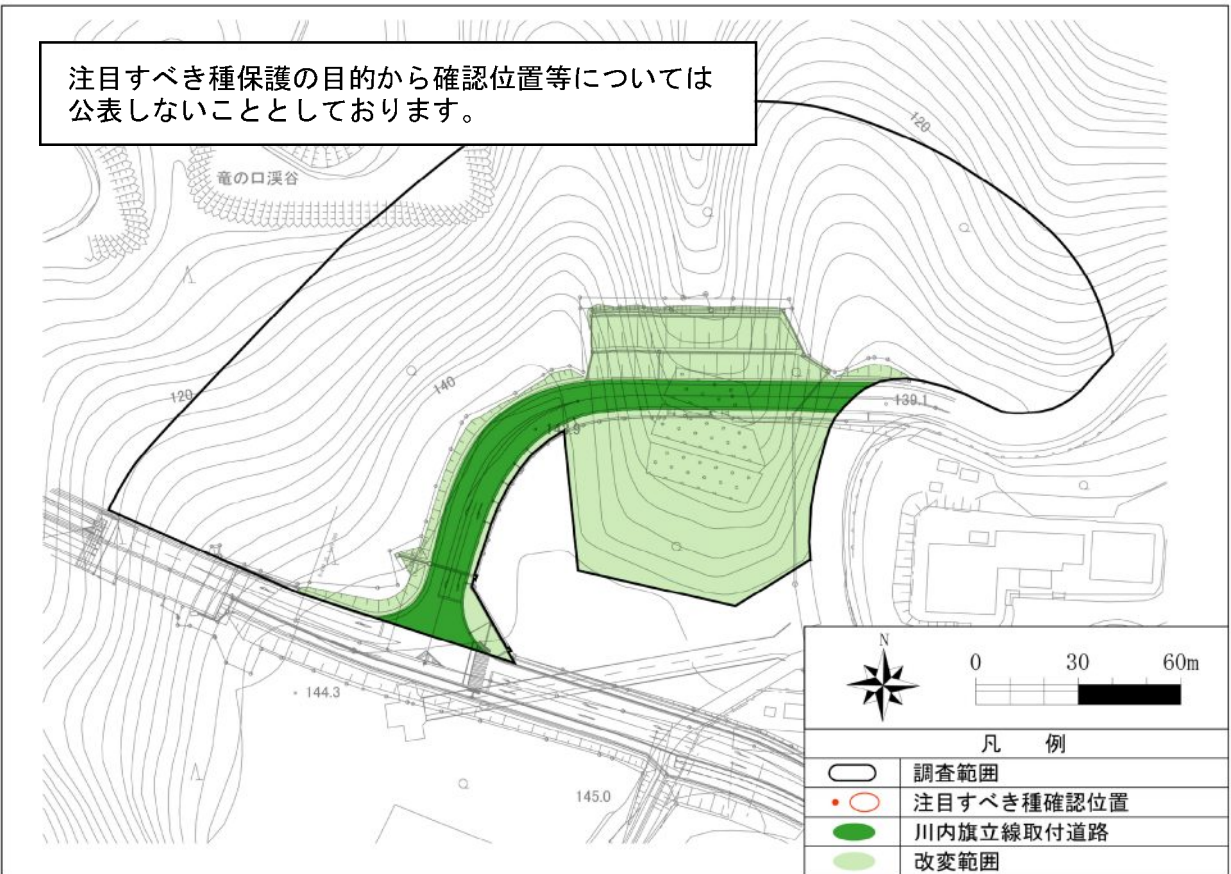 注目すべき種保護の目的から確認位置等については
公表しないこととしております。
120
竜の口渓谷
140
120
139.1
144.3
145.0
N
0 30 60m
凡 例
調査範囲
注目すべき種確認位置
川内旗立線取付道路
改変範囲